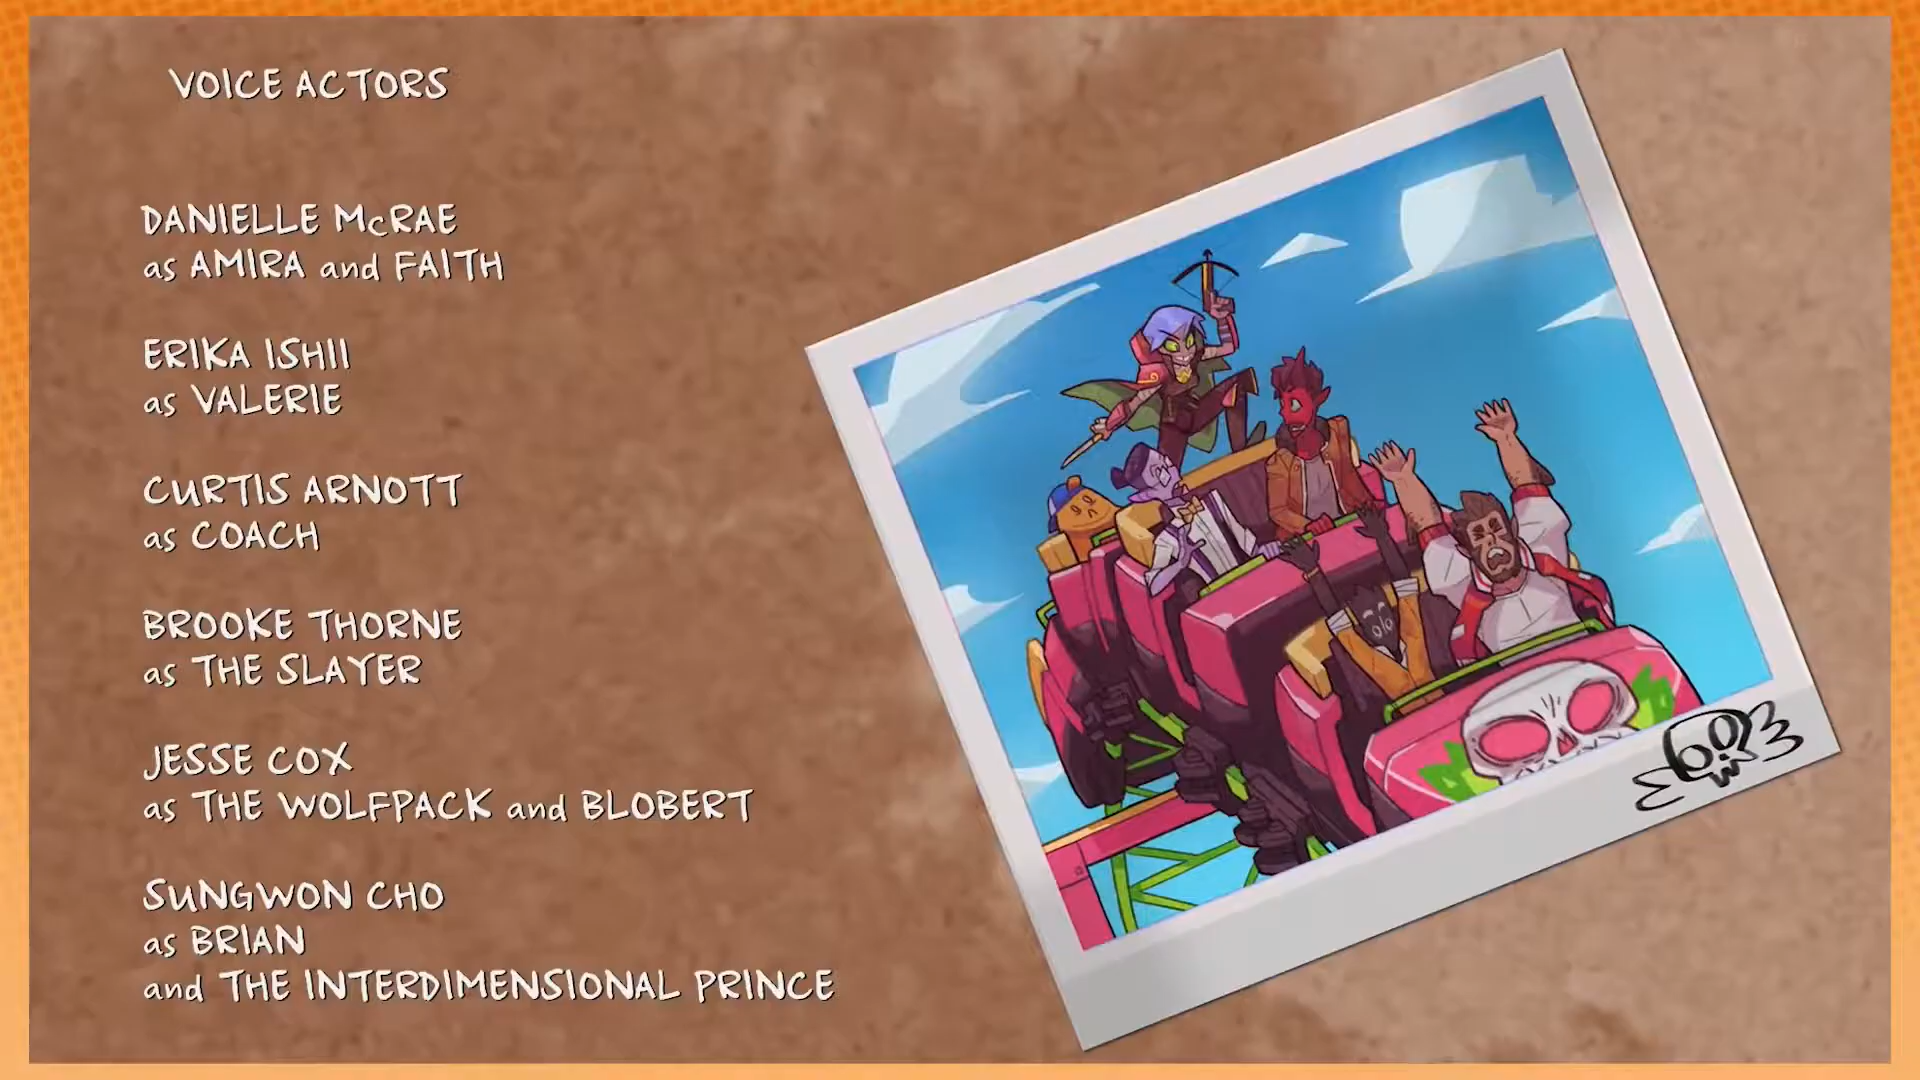 VOICE ACTORS
DANIELLE McRAE
as AMIRA and FAITH
ERIKA ISHII
as VALERIE
CURTIS ARNOTT
as COACH
BROOKE THORNE
as THE SLAYER
JESSE COX
as THE WOLFPACK and BLOBERT
SUNGWON CHO
as BRIAN
and THE INTERDIMENSIONAL PRINCE